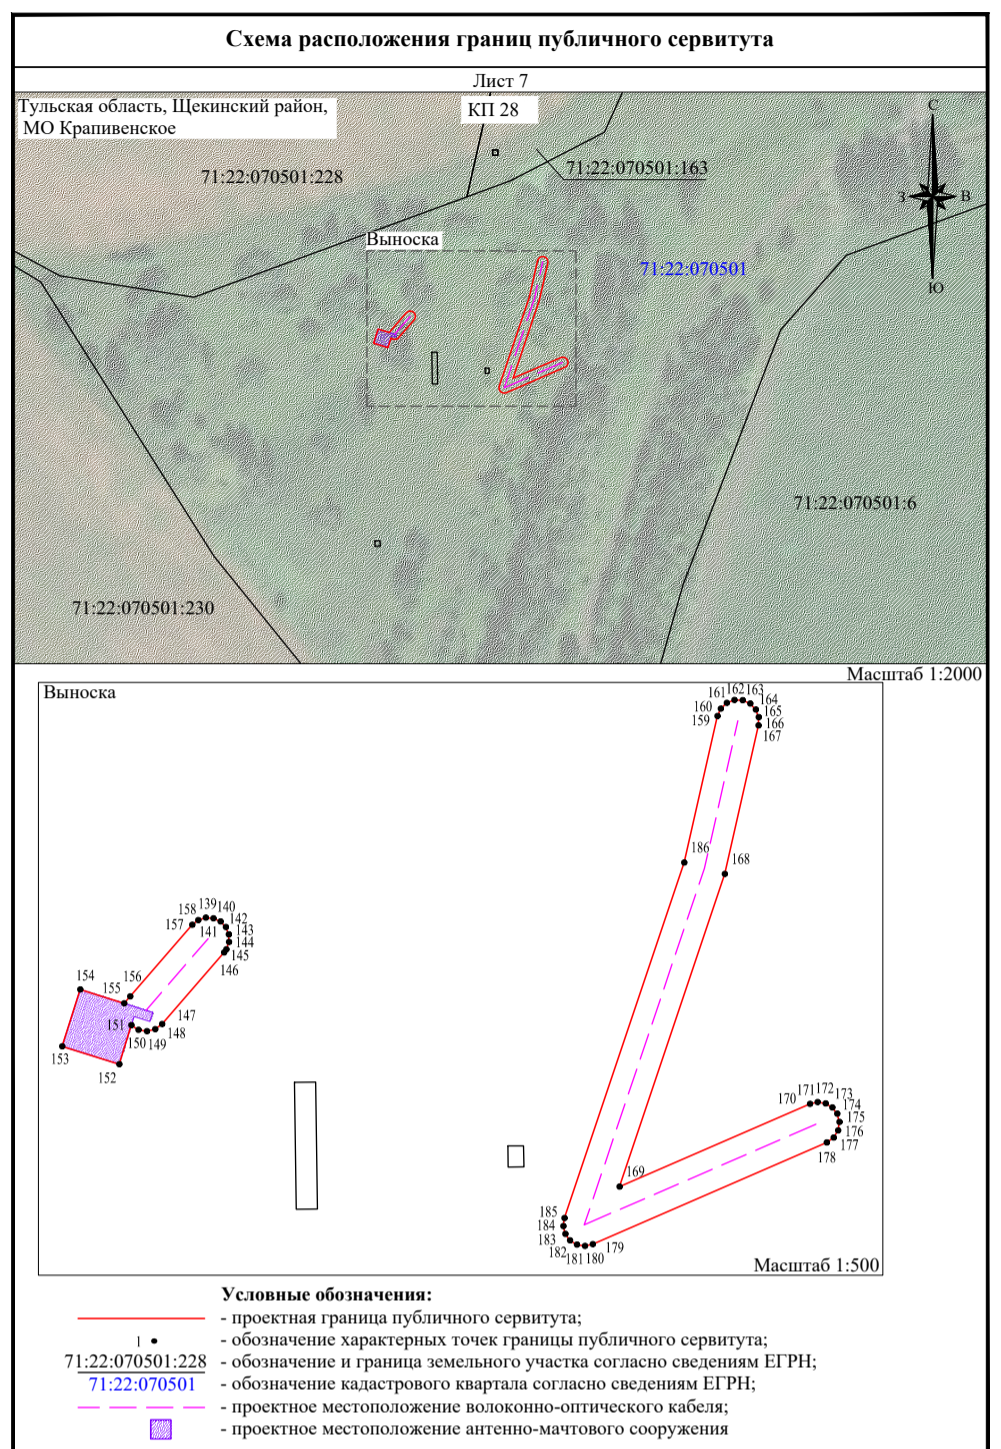 Схема расположения границ публичного сервитута
Лист 7
Тульская область, Щекинский район,
МО Крапивенское
КП 28
71:22:070501:228
71:22:070501:163
С
З
В
Ю
Выноска
71:22:070501
71:22:070501:6
71:22:070501:230
Масштаб 1:2000
Выноска
161
162
163
160
164
159
165
166
167
186
168
158
139
140
157
141
142
143
144
145
146
154
156
155
151
147
148
150
149
153
152
170
171
172
173
174
175
176
177
178
169
185
184
183
182
181
180
179
Масштаб 1:500
Условные обозначения:
- проектная граница публичного сервитута;
1
- обозначение характерных точек границы публичного сервитута;
71:22:070501:228 - обозначение и граница земельного участка согласно сведениям ЕГРН;
71:22:070501 - обозначение кадастрового квартала согласно сведениям ЕГРН;
- проектное местоположение волоконно-оптического кабеля;
- проектное местоположение антенно-мачтового сооружения